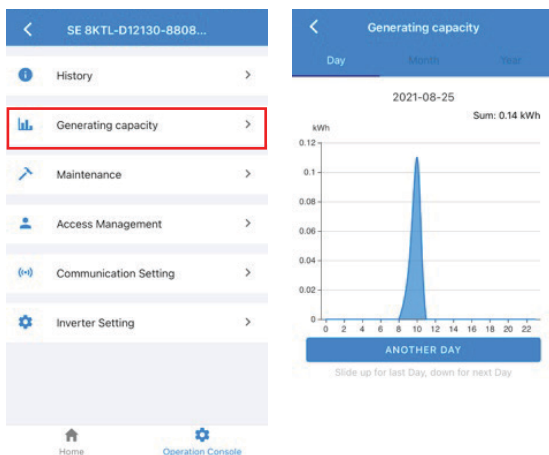 SE 8KTL-D12130-8808...
History
Generating capacity
Maintenance
Access Management
Communication Setting
Inverter Setting
Home
Operation Console
Generating capacity
Day Month Year
2021-08-25
Sum: 0.14 kWh
kWh
0.12
0.1
0.08
0.06
0.04
0.02
0
0 2 4 6 8 10 12 14 16 18 20 22
ANOTHER DAY
Slide up for last Day, down for next Day